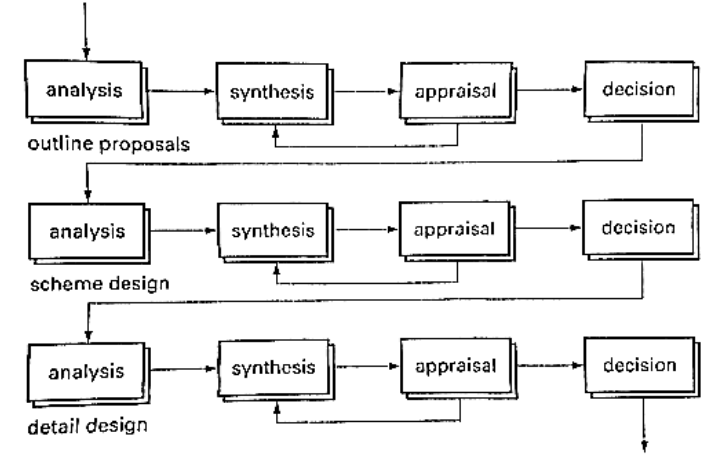 analysis synthesis appraisal decision
outline proposals
analysis synthesis appraisal decision
scheme design
analysis synthesis appraisal decision
detail design